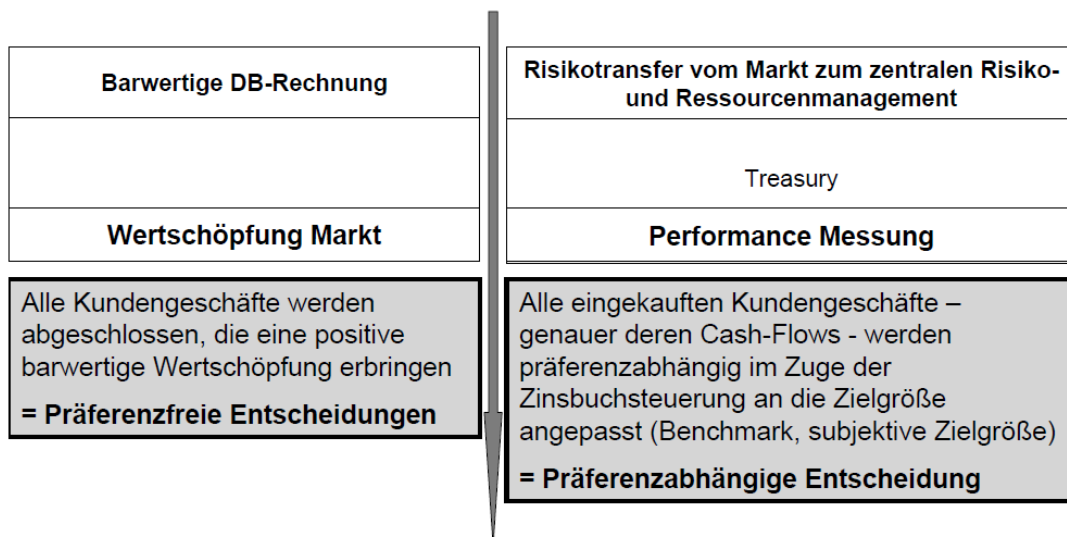 Barwertige DB-Rechnung
Wertschöpfung Markt
Alle Kundengeschäfte werden
abgeschlossen, die eine positive
barwertige Wertschöpfung erbringen
= Präferenzfreie Entscheidungen
Risikotransfer vom Markt zum zentralen Risiko-
und Ressourcenmanagement
Treasury
Performance Messung
Alle eingekauften Kundengeschäfte –
genauer deren Cash-Flows - werden
präferenzabhängig im Zuge der
Zinsbuchsteuerung an die Zielgröße
angepasst (Benchmark, subjektive Zielgröße)
= Präferenzabhängige Entscheidung